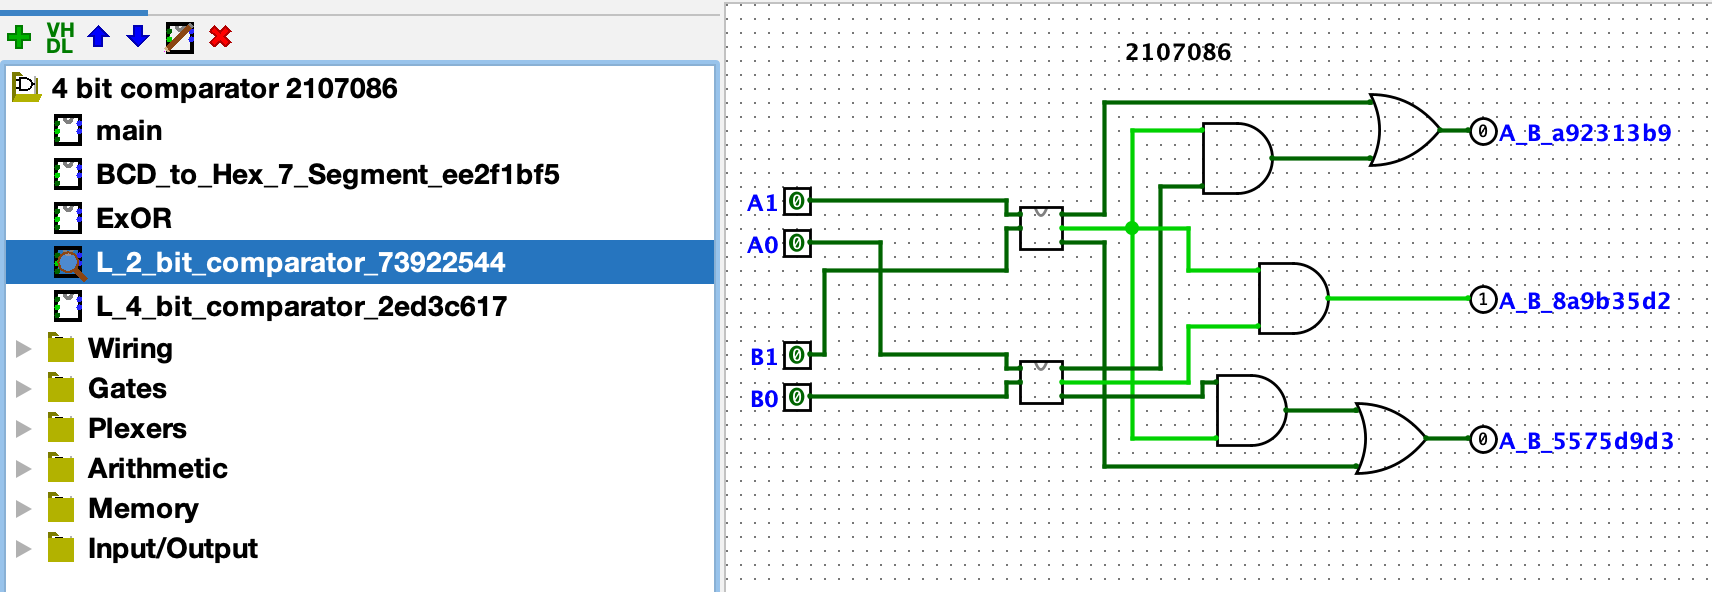 VH
DL
4 bit comparator 2107086
main
BCD_to_Hex_7_Segment_ee2f1bf5
ExOR
L_2_bit_comparator_73922544
L_4_bit_comparator_2ed3c617
Wiring
Gates
Plexers
Arithmetic
Memory
Input/Output
2107086
0 A_B_a92313b9
A1 0
A0 0
1 A_B_8a9b35d2
B1 0
B0 0
0 A_B_5575d9d3